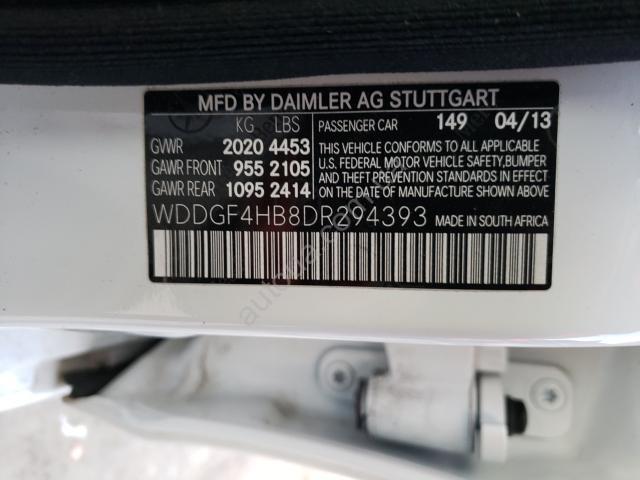 MFD BY DAIMLER AG STUTTGART
KG LBS PASSENGER CAR 149 04/13
GVWR 2020 4453
GAWR FRONT 955 2105
GAWR REAR 1095 2414
THIS VEHICLE CONFORMS TO ALL APPLICABLE
U.S. FEDERAL MOTOR VEHICLE SAFETY,BUMPER
AND THEFT PREVENTION STANDARDS IN EFFECT
ON THE DATE OF MANUFACTURE SHOWN ABOVE.
WDDGF4HB8DR294393 MADE IN SOUTH AFRICA